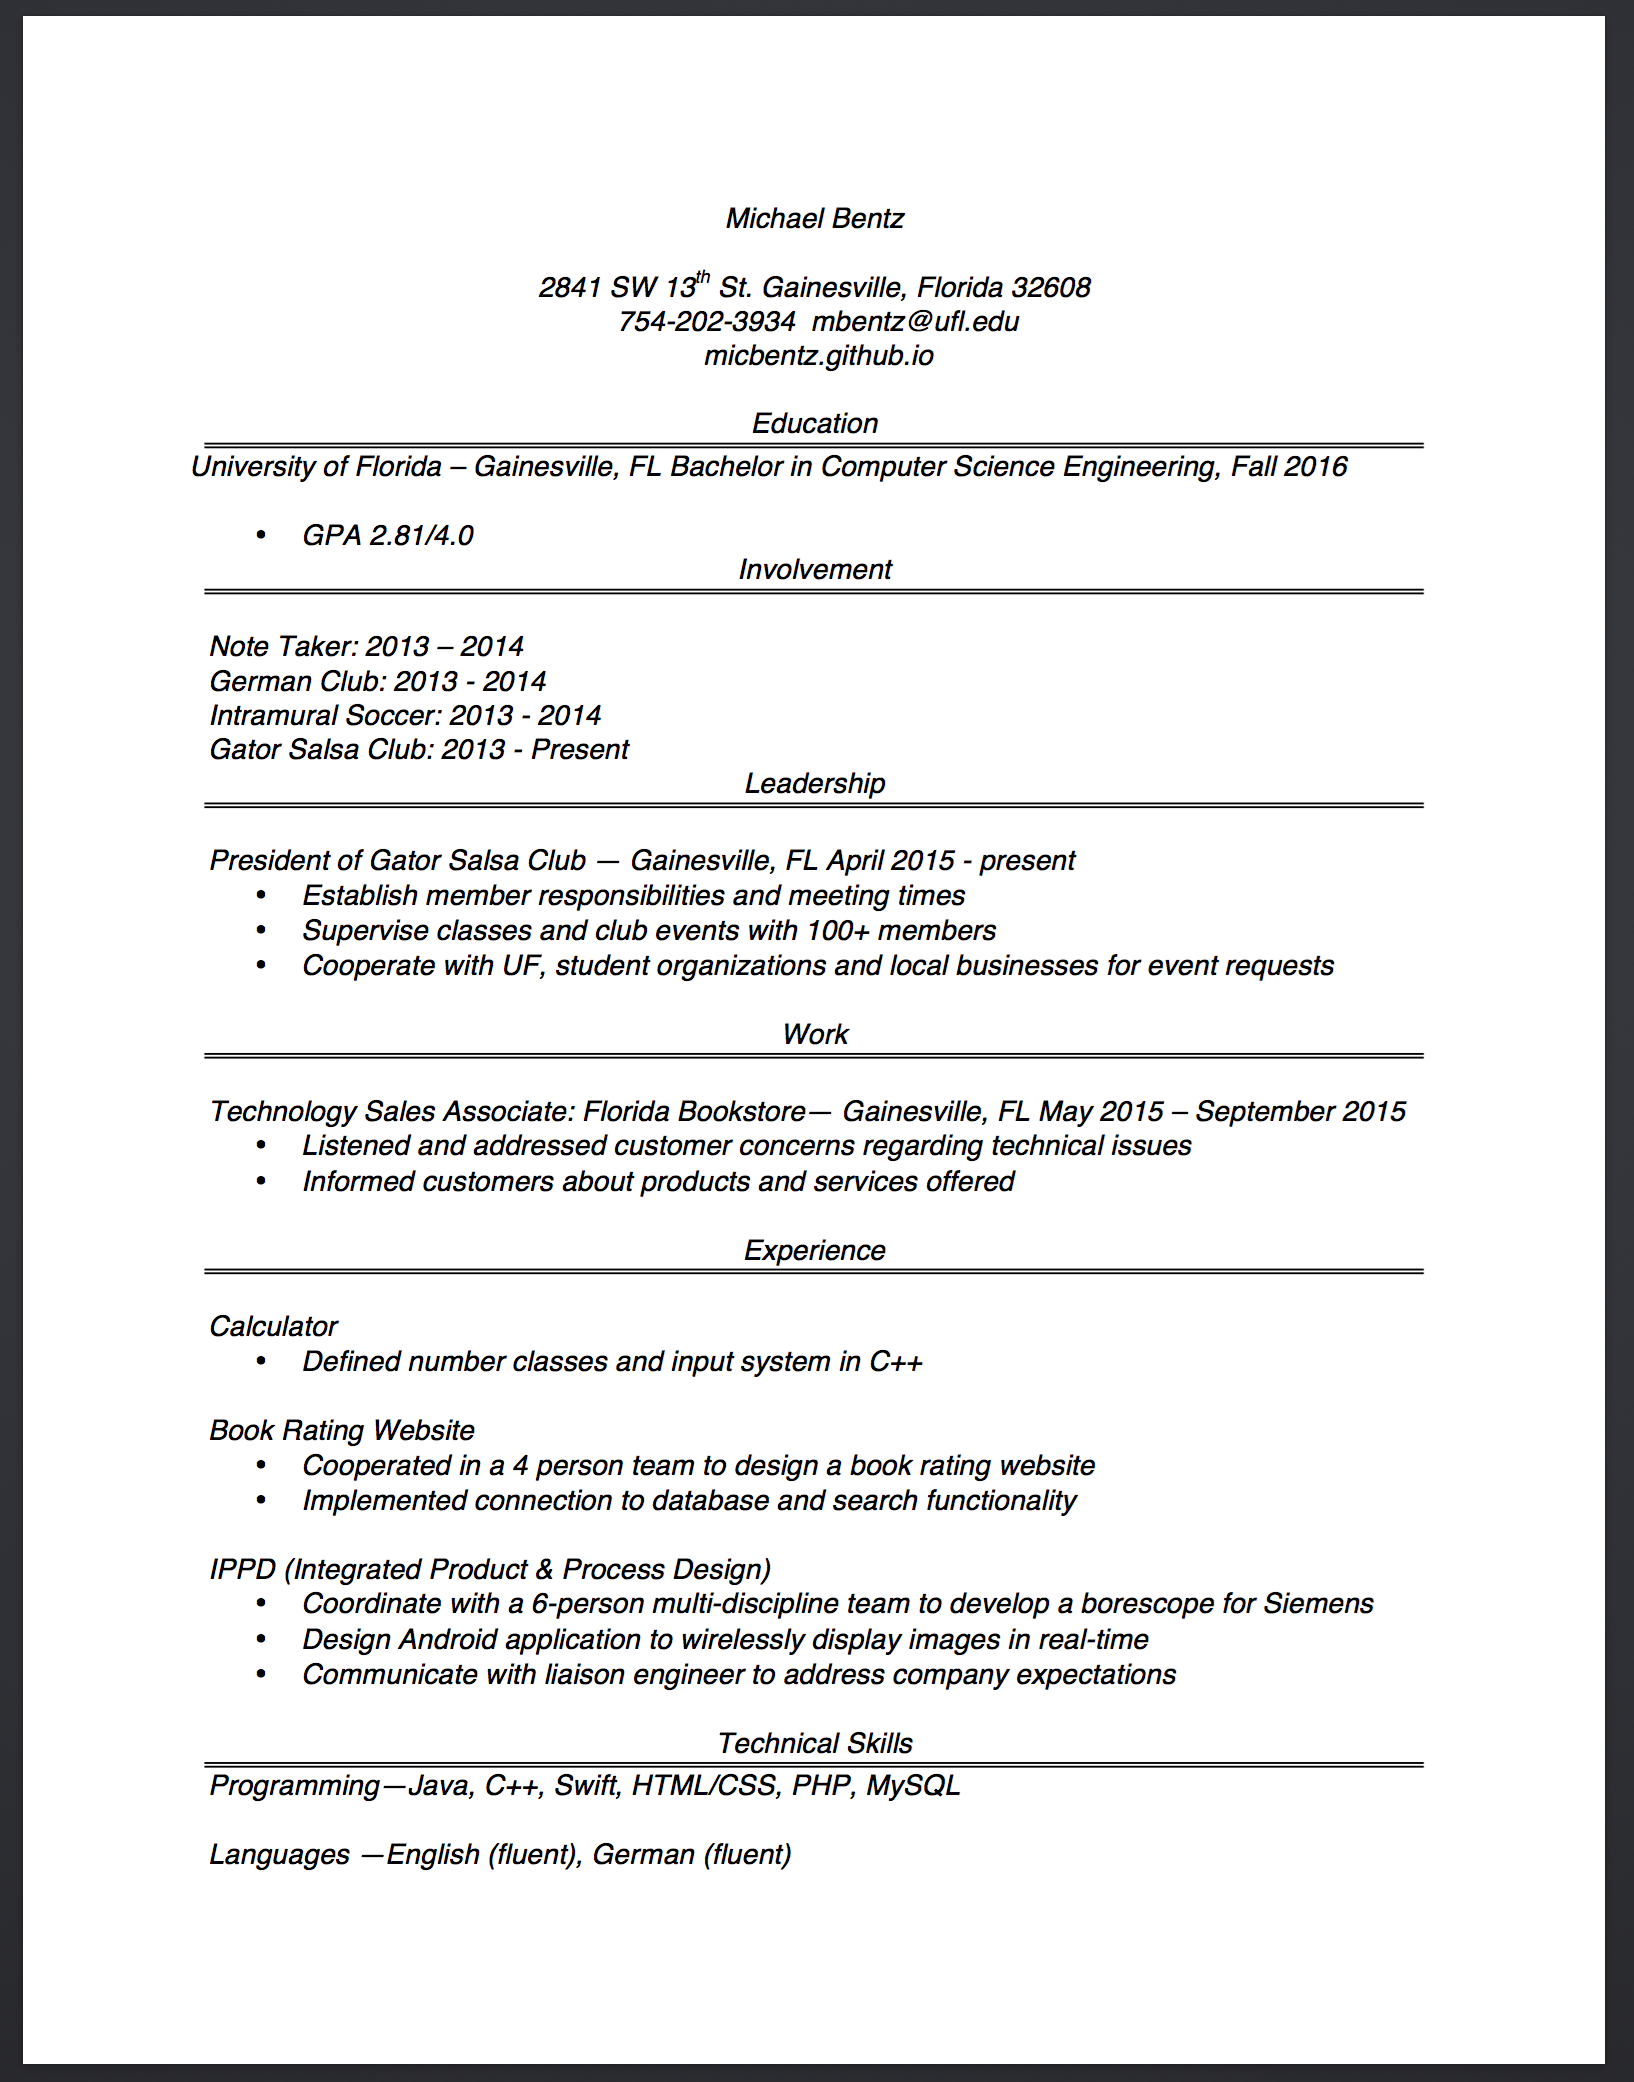 Michael Bentz
2841 SW 13th St. Gainesville, Florida 32608
754-202-3934  mbentz@ufl.edu
micbentz.github.io
Education
University of Florida – Gainesville, FL Bachelor in Computer Science Engineering, Fall 2016
• GPA 2.81/4.0
Involvement
Note Taker: 2013 – 2014
German Club: 2013 - 2014
Intramural Soccer: 2013 - 2014
Gator Salsa Club: 2013 - Present
Leadership
President of Gator Salsa Club — Gainesville, FL April 2015 - present
• Establish member responsibilities and meeting times
• Supervise classes and club events with 100+ members
• Cooperate with UF, student organizations and local businesses for event requests
Work
Technology Sales Associate: Florida Bookstore— Gainesville, FL May 2015 – September 2015
• Listened and addressed customer concerns regarding technical issues
• Informed customers about products and services offered
Experience
Calculator
• Defined number classes and input system in C++
Book Rating Website
• Cooperated in a 4 person team to design a book rating website
• Implemented connection to database and search functionality
IPPD (Integrated Product & Process Design)
• Coordinate with a 6-person multi-discipline team to develop a borescope for Siemens
• Design Android application to wirelessly display images in real-time
• Communicate with liaison engineer to address company expectations
Technical Skills
Programming—Java, C++, Swift, HTML/CSS, PHP, MySQL
Languages —English (fluent), German (fluent)